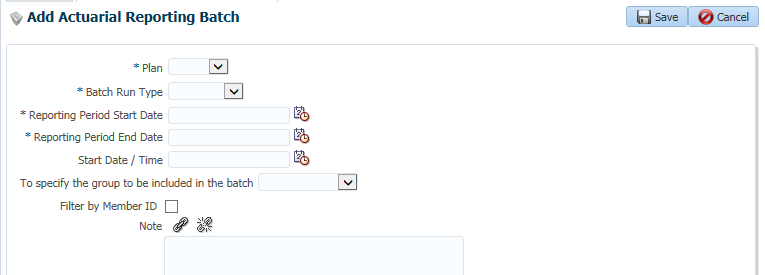 Add Actuarial Reporting Batch
Save
Cancel
* Plan
* Batch Run Type
* Reporting Period Start Date
* Reporting Period End Date
Start Date / Time
To specify the group to be included in the batch
Filter by Member ID
Note